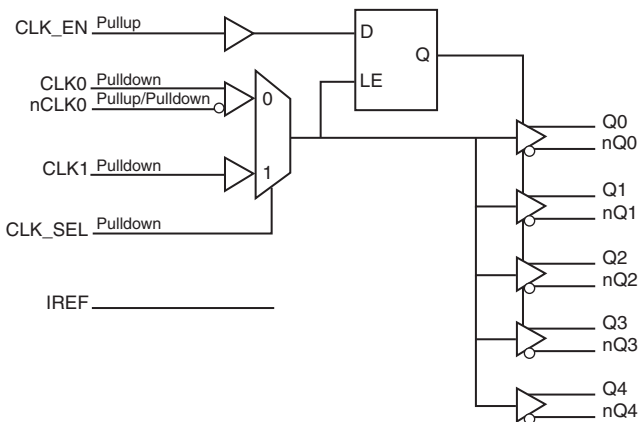 CLK_EN Pullup
D
Q
LE
CLK0 Pulldown
nCLK0 Pullup/Pulldown
0
CLK1 Pulldown
1
CLK_SEL Pulldown
IREF
Q0
nQ0
Q1
nQ1
Q2
nQ2
Q3
nQ3
Q4
nQ4